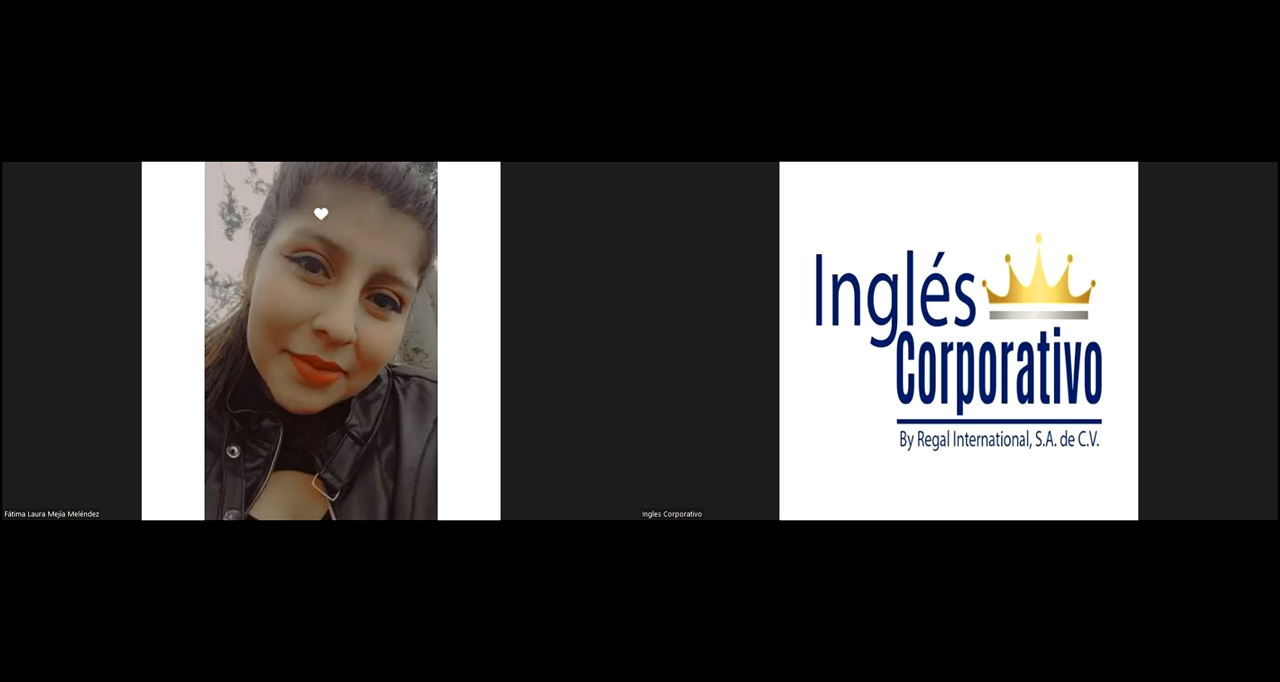 Inglés
Corporativo
By Regal International, S.A. de C.V.
Fátima Laura Mejía Meléndez
Ingles Corporativo